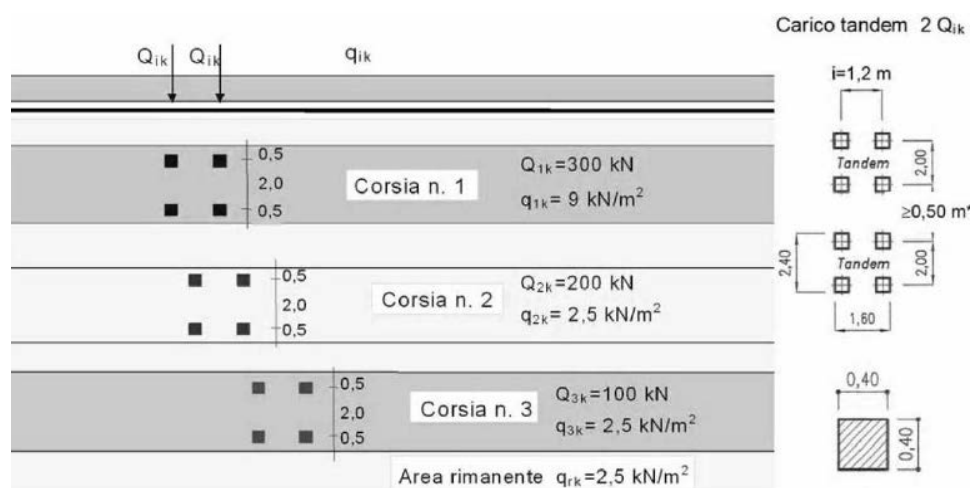 Carico tandem 2 Qik
Qik Qik qik
i=1,2 m
0,5
2,0
0,5
Corsia n. 1
Q1k=300 kN
q1k= 9 kN/m²
Tandem
2,00
≥0,50 m*
0,5
2,0
0,5
Corsia n. 2
Q2k=200 kN
q2k= 2,5 kN/m²
2,40
Tandem
2,00
1,60
0,5
2,0
0,5
Corsia n. 3
Q3k=100 kN
q3k= 2,5 kN/m²
0,40
0,40
Area rimanente qrk=2,5 kN/m²